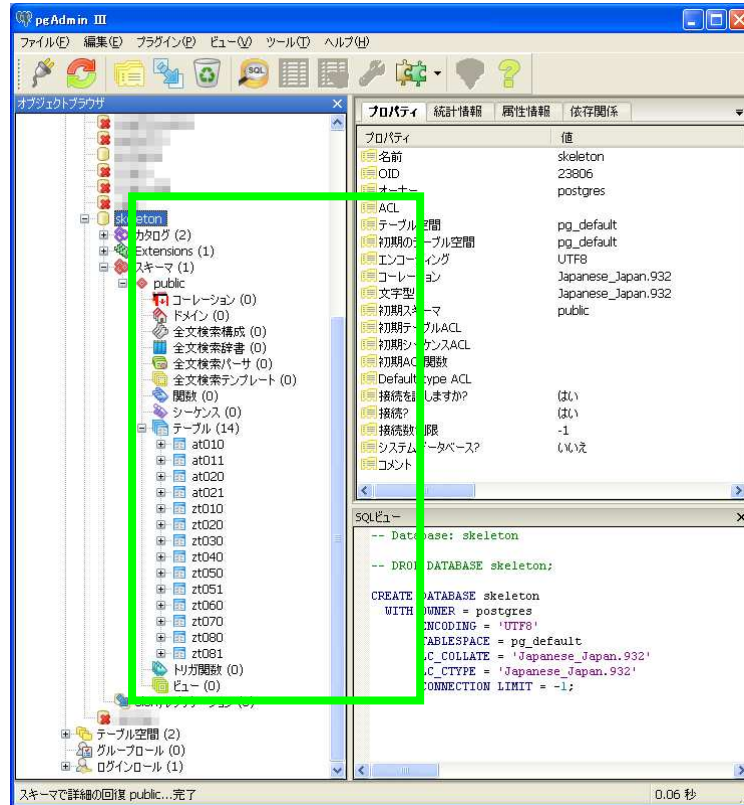 pgAdmin III
ファイル(F) 編集(E) プラグイン(P) ビュー(V) ツール(T) ヘルプ(H)
SQL
オブジェクトブラウザ
skeleton
カタログ (2)
Extensions (1)
スキーマ (1)
public
コーレーション (0)
ドメイン (0)
全文検索構成 (0)
全文検索辞書 (0)
全文検索パーサ (0)
全文検索テンプレート (0)
関数 (0)
シーケンス (0)
テーブル (14)
at010
at011
at020
at021
zt010
zt020
zt030
zt040
zt050
zt051
zt060
zt070
zt080
zt081
トリガ関数 (0)
ビュー (0)
テーブル空間 (2)
グループロール (0)
ログインロール (1)
プロパティ 統計情報 属性情報 依存関係
プロパティ 値
名前 skeleton
OID 23806
オーナー postgres
ACL
テーブル空間 pg_default
初期のテーブル空間 pg_default
エンコーディング UTF8
コーレーション Japanese_Japan.932
文字型 Japanese_Japan.932
初期スキーマ public
初期テーブルACL
初期シーケンスACL
初期ACL関数
Default type ACL
接続を許しますか? はい
接続? はい
接続数制限 -1
システムデータベース? いいえ
コメント
SQLビュー
-- Database: skeleton
-- DROP DATABASE skeleton;
CREATE DATABASE skeleton
WITH OWNER = postgres
ENCODING = 'UTF8'
TABLESPACE = pg_default
LC_COLLATE = 'Japanese_Japan.932'
LC_CTYPE = 'Japanese_Japan.932'
CONNECTION LIMIT = -1;
スキーマで詳細の回復 public...完了 0.06 秒